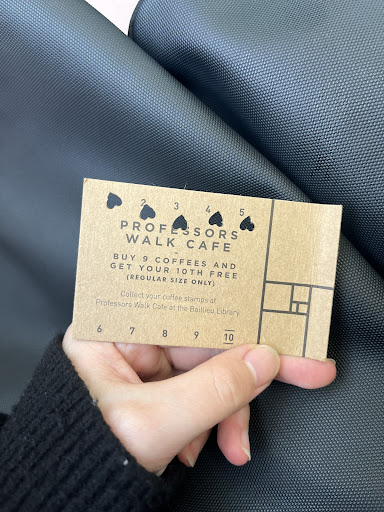 2 3 4 5
PROFESSORS
WALK CAFE
-
BUY 9 COFFEES AND
GET YOUR 10TH FREE
(REGULAR SIZE ONLY)
Collect your coffee stamps at
Professors Walk Cafe at the Baillieu Library
6 7 8 9 10